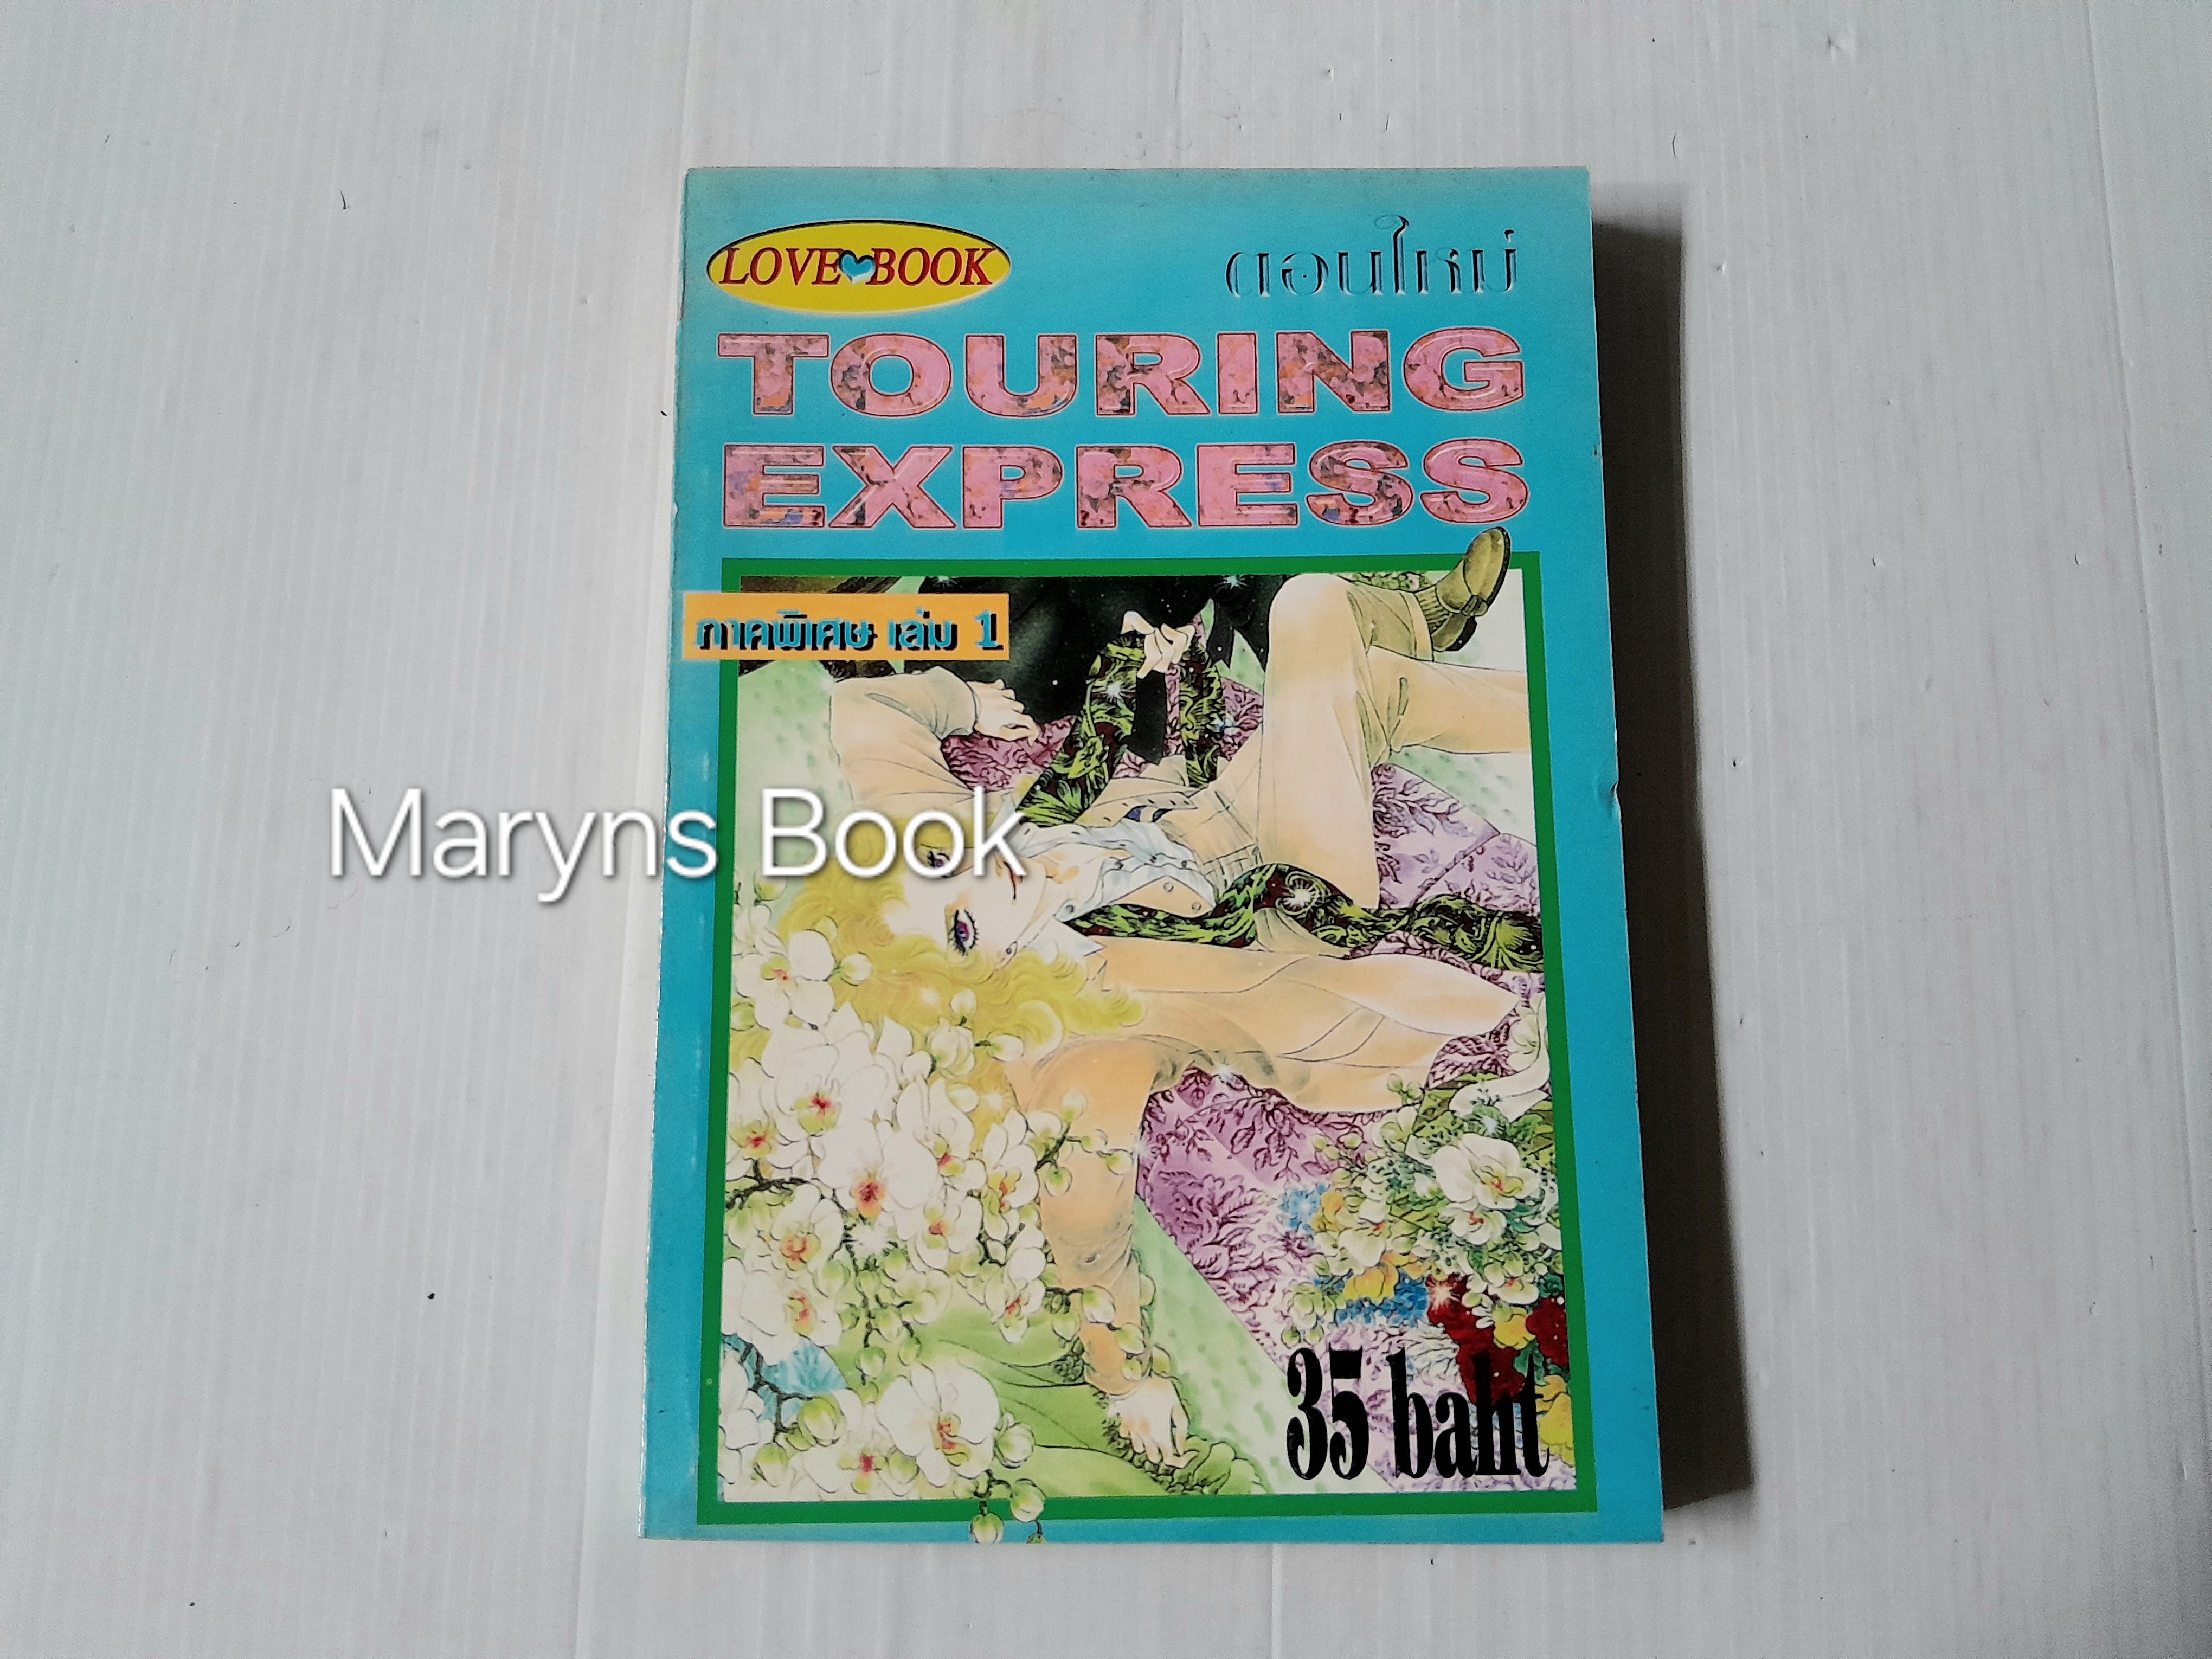 LOVE BOOK
ตอนใหม่
TOURING
EXPRESS
ภาคพิเศษ เล่ม 1
Maryns Book
35 baht